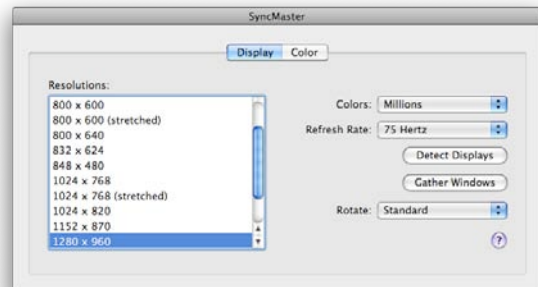 SyncMaster
Display Color
Resolutions:
800 x 600
800 x 600 (stretched)
800 x 640
832 x 624
848 x 480
1024 x 768
1024 x 768 (stretched)
1024 x 820
1152 x 870
1280 x 960
Colors: Millions
Refresh Rate: 75 Hertz
Detect Displays
Gather Windows
Rotate: Standard
?